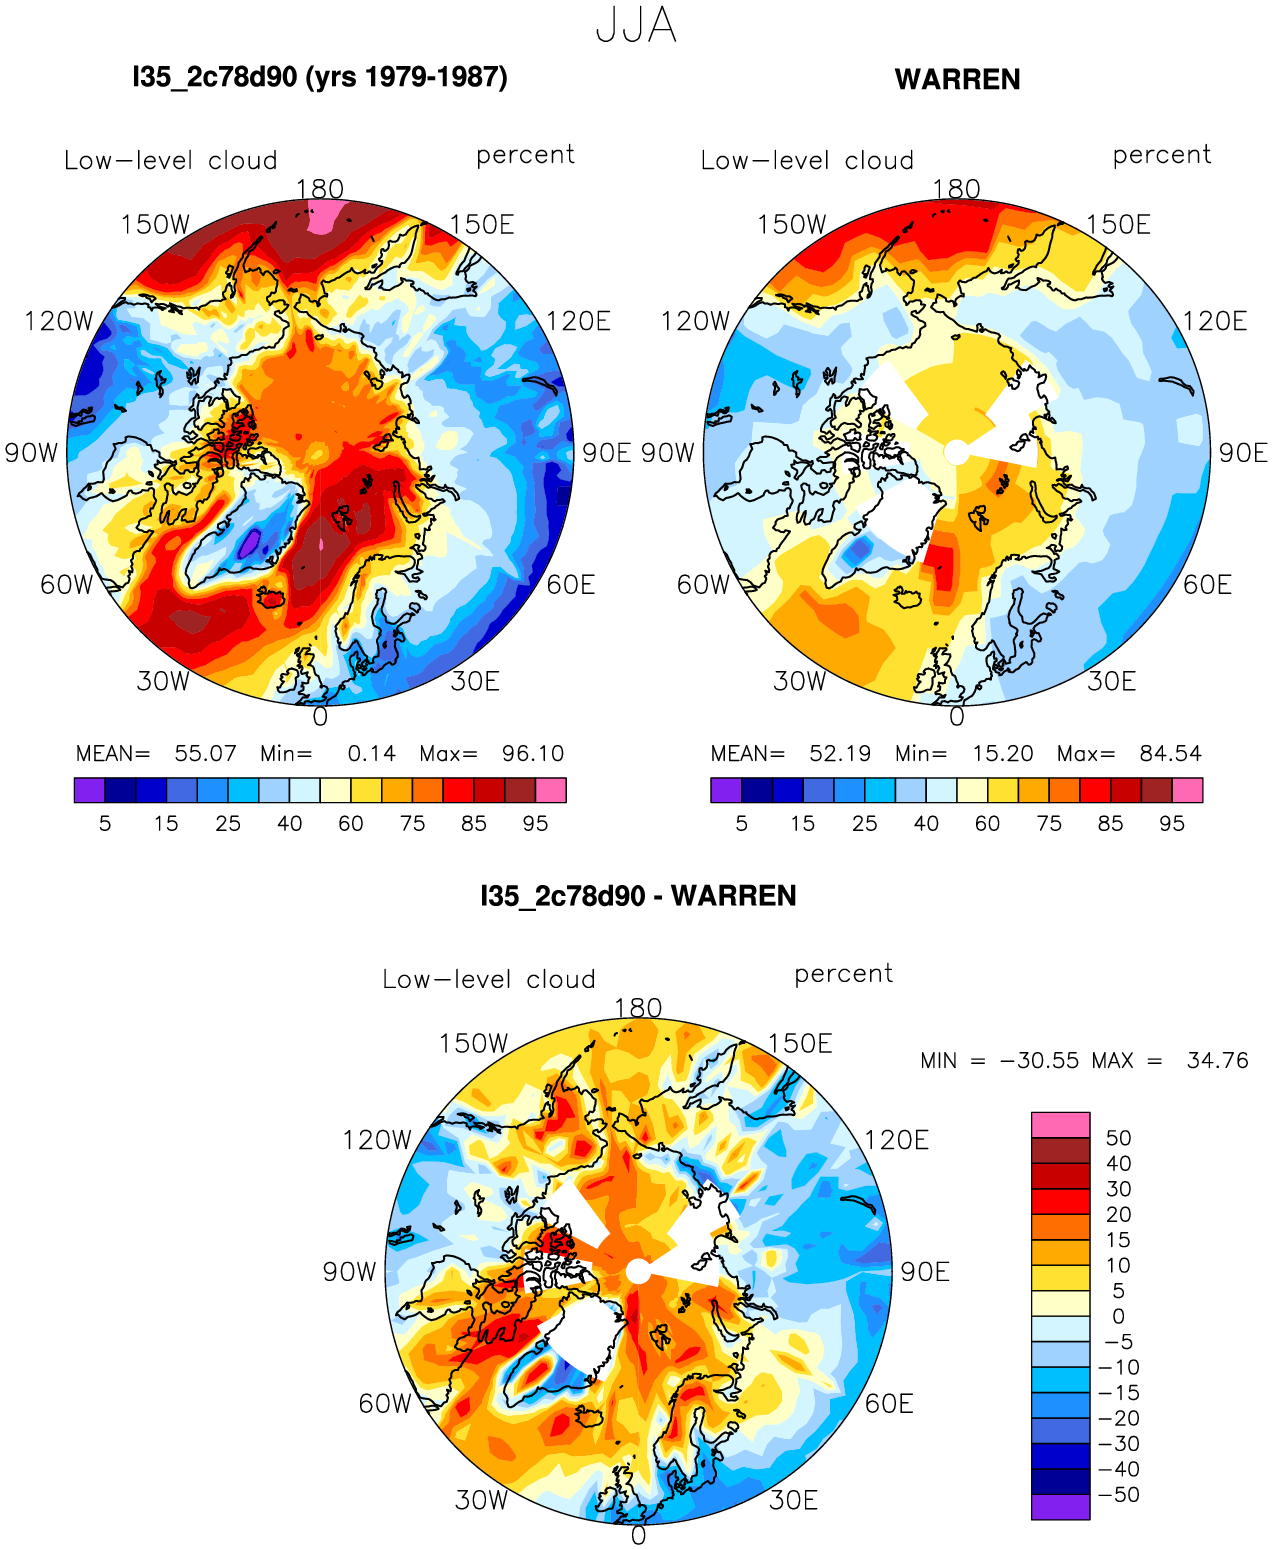 JJA
I35_2c78d90 (yrs 1979-1987)
WARREN
Low-level cloud
percent
Low-level cloud
percent
180
150W
150E
120W
120E
90W
90E
60W
60E
30W
30E
0
180
150W
150E
120W
120E
90W
90E
60W
60E
30W
30E
0
MEAN= 55.07 Min= 0.14 Max= 96.10
MEAN= 52.19 Min= 15.20 Max= 84.54
5 15 25 40 60 75 85 95
5 15 25 40 60 75 85 95
I35_2c78d90 - WARREN
Low-level cloud
percent
180
150W
150E
120W
120E
90W
90E
60W
60E
30W
30E
0
MIN = -30.55 MAX = 34.76
50
40
30
20
15
10
5
0
-5
-10
-15
-20
-30
-40
-50